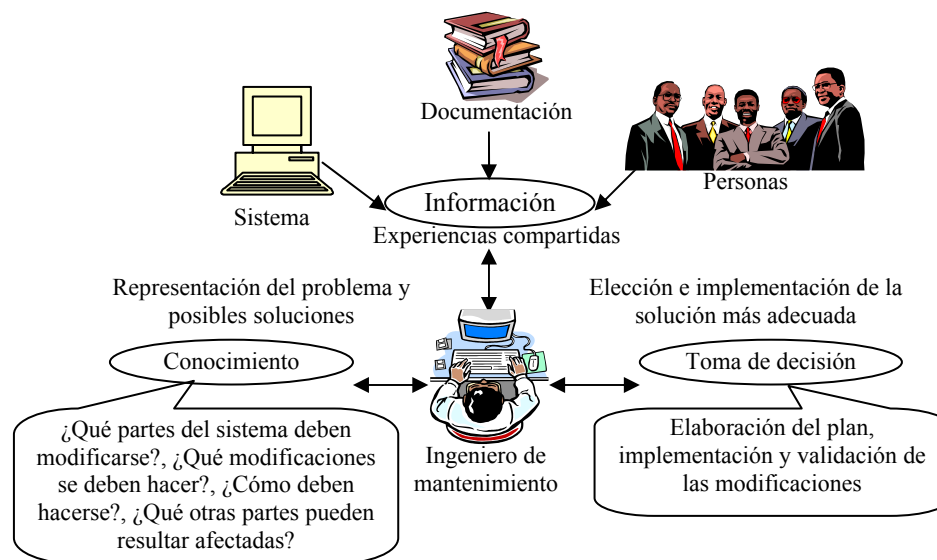 Documentación
Sistema
Personas
Información
Experiencias compartidas
Representación del problema y
posibles soluciones
Elección e implementación de la
solución más adecuada
Conocimiento
Toma de decisión
¿Qué partes del sistema deben
modificarse?, ¿Qué modificaciones
se deben hacer?, ¿Cómo deben
hacerse?, ¿Qué otras partes pueden
resultar afectadas?
Ingeniero de
mantenimiento
Elaboración del plan,
implementación y validación de
las modificaciones